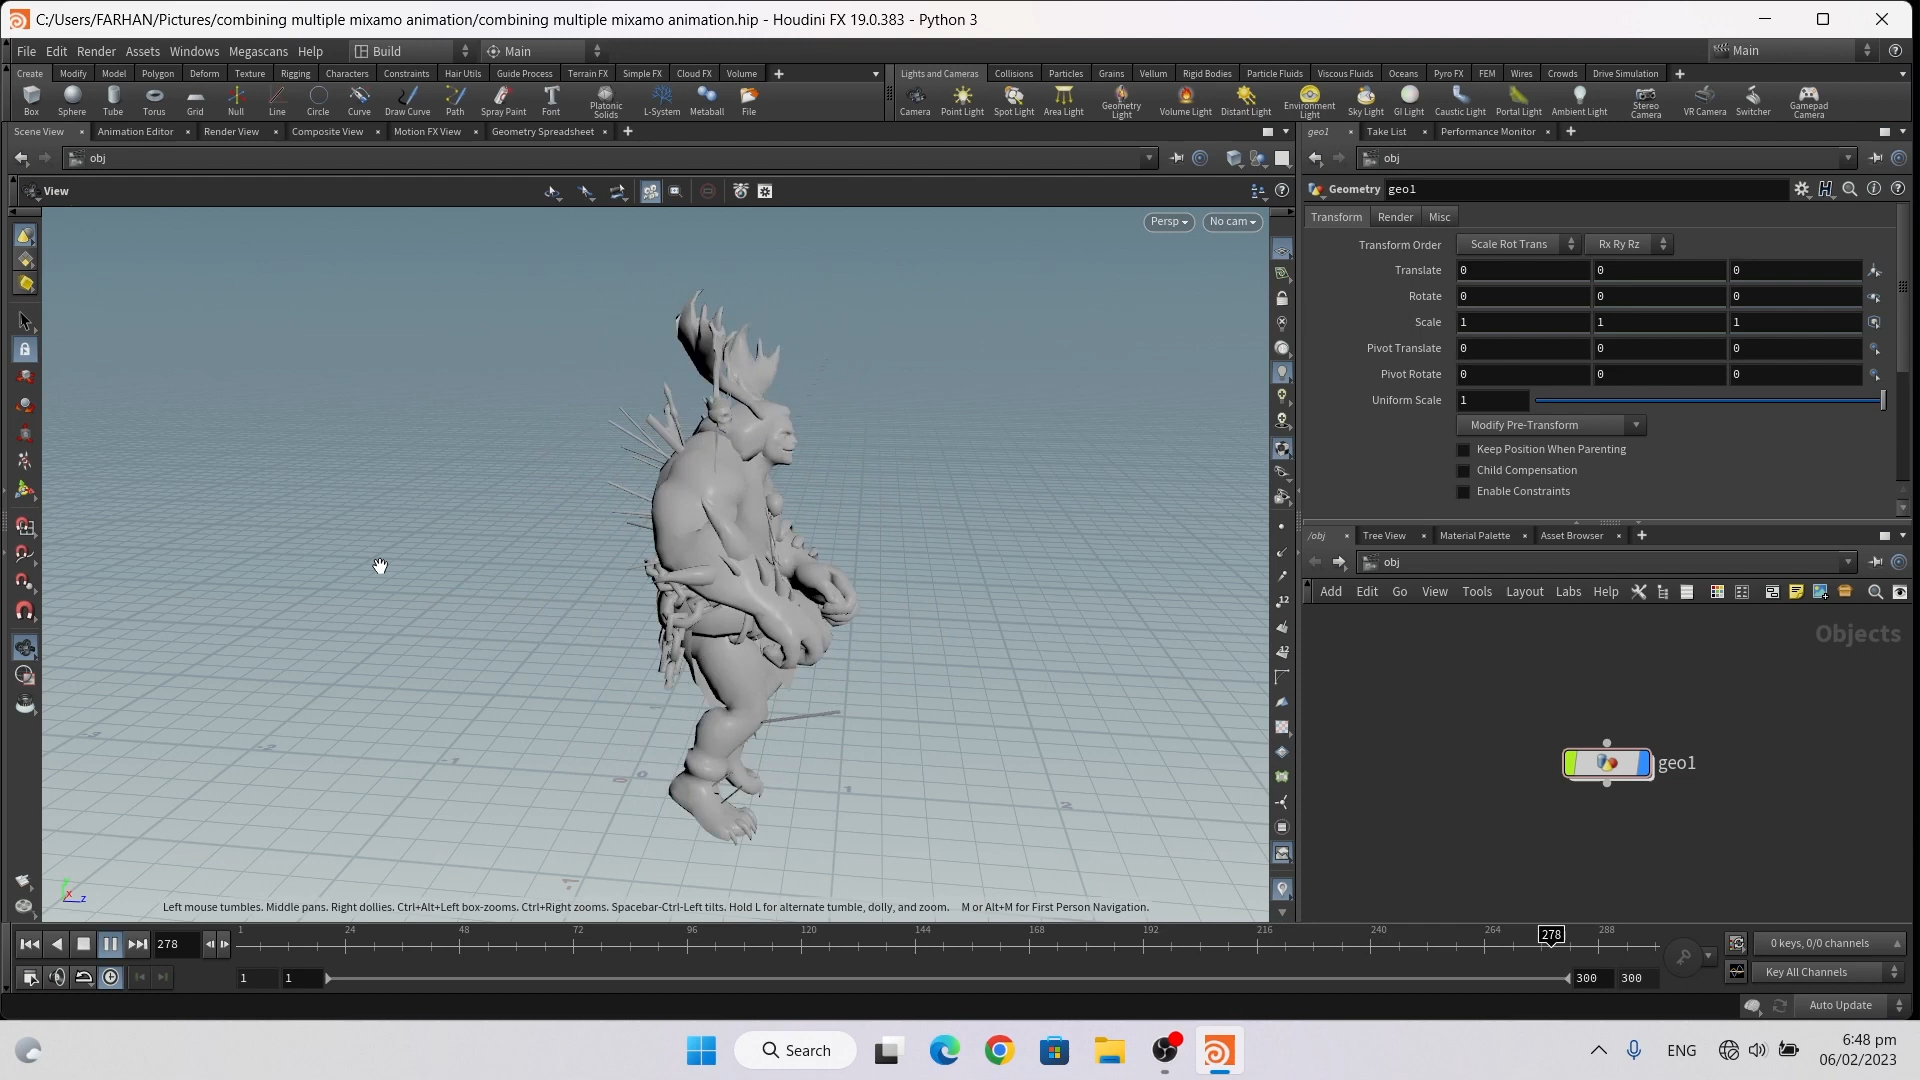 C:/Users/FARHAN/Pictures/combining multiple mixamo animation/combining multiple mixamo animation.hip - Houdini FX 19.0.383 - Python 3
File Edit Render Assets Windows Megascans Help Build Main Main
Create Modify Model Polygon Deform Texture Rigging Characters Constraints Hair Utils Guide Process Terrain FX Simple FX Cloud FX Volume
Lights and Cameras Collisions Particles Grains Vellum Rigid Bodies Particle Fluids Viscous Fluids Oceans Pyro FX FEM Wires Crowds Drive Simulation
Box Sphere Tube Torus Grid Null Line Circle Curve Draw Curve Path Spray Paint Font Platonic Solids L-System Metaball File
Camera Point Light Spot Light Area Light Geometry Light Volume Light Distant Light Environment Light Sky Light GI Light Caustic Light Portal Light Ambient Light Stereo Camera VR Camera Switcher Gamepad Camera
Scene View Animation Editor Render View Composite View Motion FX View Geometry Spreadsheet
geo1 Take List Performance Monitor
obj
obj
View
Geometry geo1
Persp No cam
Transform Render Misc
Transform Order Scale Rot Trans Rx Ry Rz
Translate 0 0 0
Rotate 0 0 0
Scale 1 1 1
Pivot Translate 0 0 0
Pivot Rotate 0 0 0
Uniform Scale 1
Modify Pre-Transform
Keep Position When Parenting
Child Compensation
Enable Constraints
/obj Tree View Material Palette Asset Browser
obj
Add Edit Go View Tools Layout Labs Help
Objects
geo1
Left mouse tumbles. Middle pans. Right dollies. Ctrl+Alt+Left box-zooms. Ctrl+Right zooms. Spacebar-Ctrl-Left tilts. Hold L for alternate tumble, dolly, and zoom. M or Alt+M for First Person Navigation.
278 1 24 48 72 96 120 144 168 192 216 240 264 278 288
0 keys, 0/0 channels
1 1 300 300
Key All Channels
Auto Update
Search
ENG
6:48 pm
06/02/2023